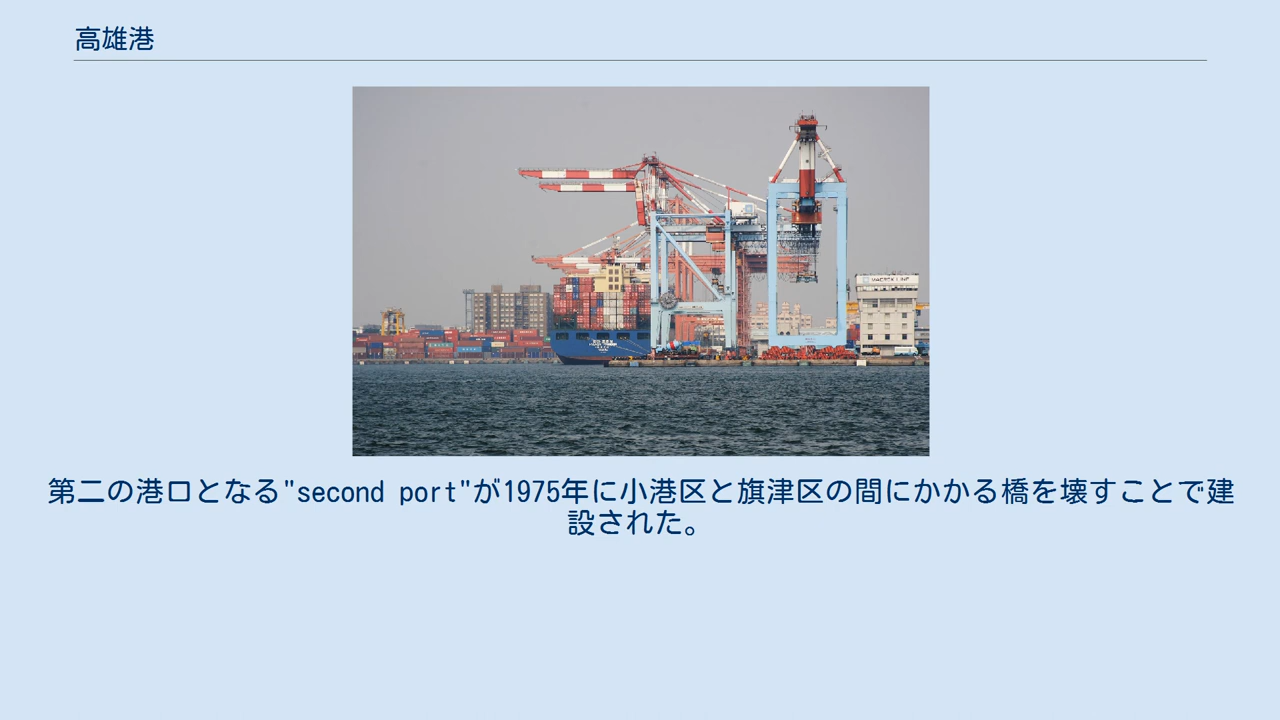 高雄港
第二の港口となる"second port"が1975年に小港区と旗津区の間にかかる橋を壊すことで建
設された。